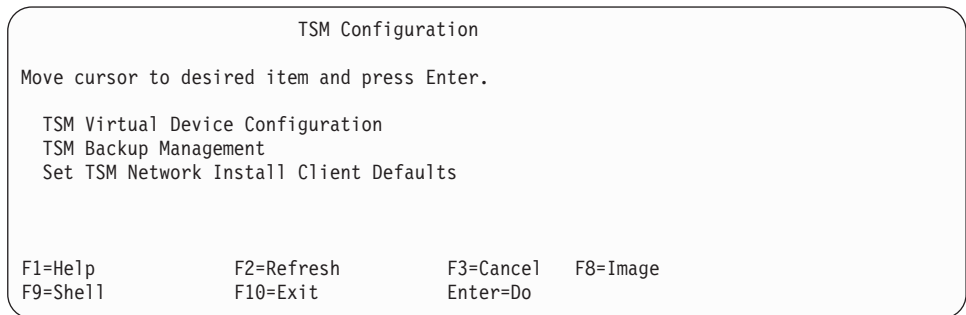 TSM Configuration
Move cursor to desired item and press Enter.
TSM Virtual Device Configuration
TSM Backup Management
Set TSM Network Install Client Defaults
F1=Help F2=Refresh F3=Cancel F8=Image
F9=Shell F10=Exit Enter=Do